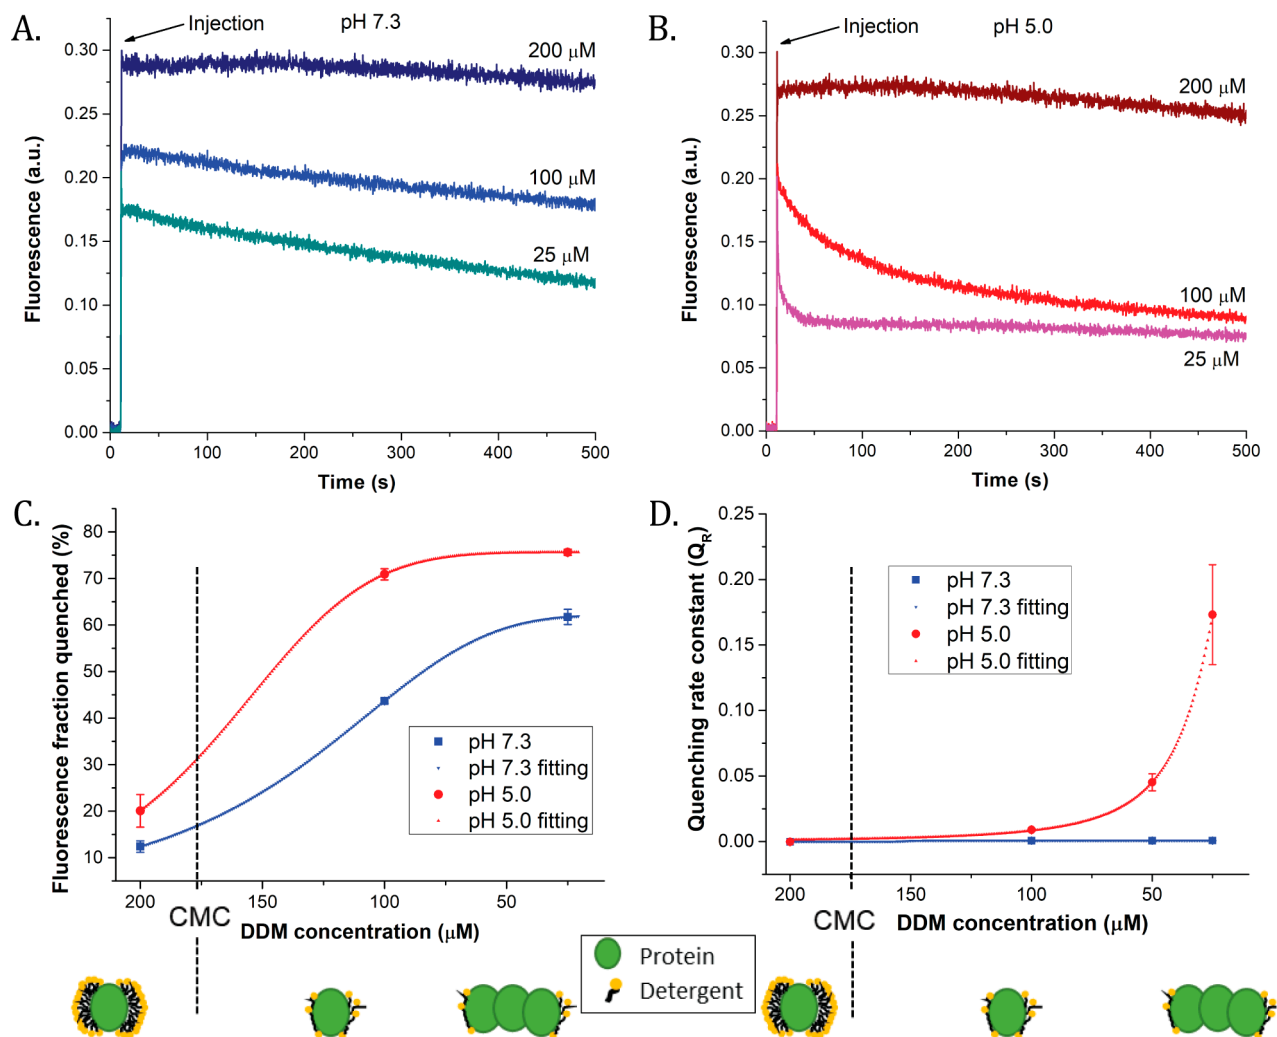 A.
Injection
pH 7.3
200 μM
100 μM
25 μM
0.30
0.25
0.20
0.15
0.10
0.05
0.00
Fluorescence (a.u.)
0 100 200 300 400 500
Time (s)
B.
Injection
pH 5.0
200 μM
100 μM
25 μM
0.30
0.25
0.20
0.15
0.10
0.05
0.00
Fluorescence (a.u.)
0 100 200 300 400 500
Time (s)
C.
80
70
60
50
40
30
20
10
Fluorescence fraction quenched (%)
pH 7.3
pH 7.3 fitting
pH 5.0
pH 5.0 fitting
200 150 100 50
CMC
DDM concentration (μM)
D.
0.25
0.20
0.15
0.10
0.05
0.00
Quenching rate constant (Q_R)
pH 7.3
pH 7.3 fitting
pH 5.0
pH 5.0 fitting
200 150 100 50
CMC
DDM concentration (μM)
Protein
Detergent